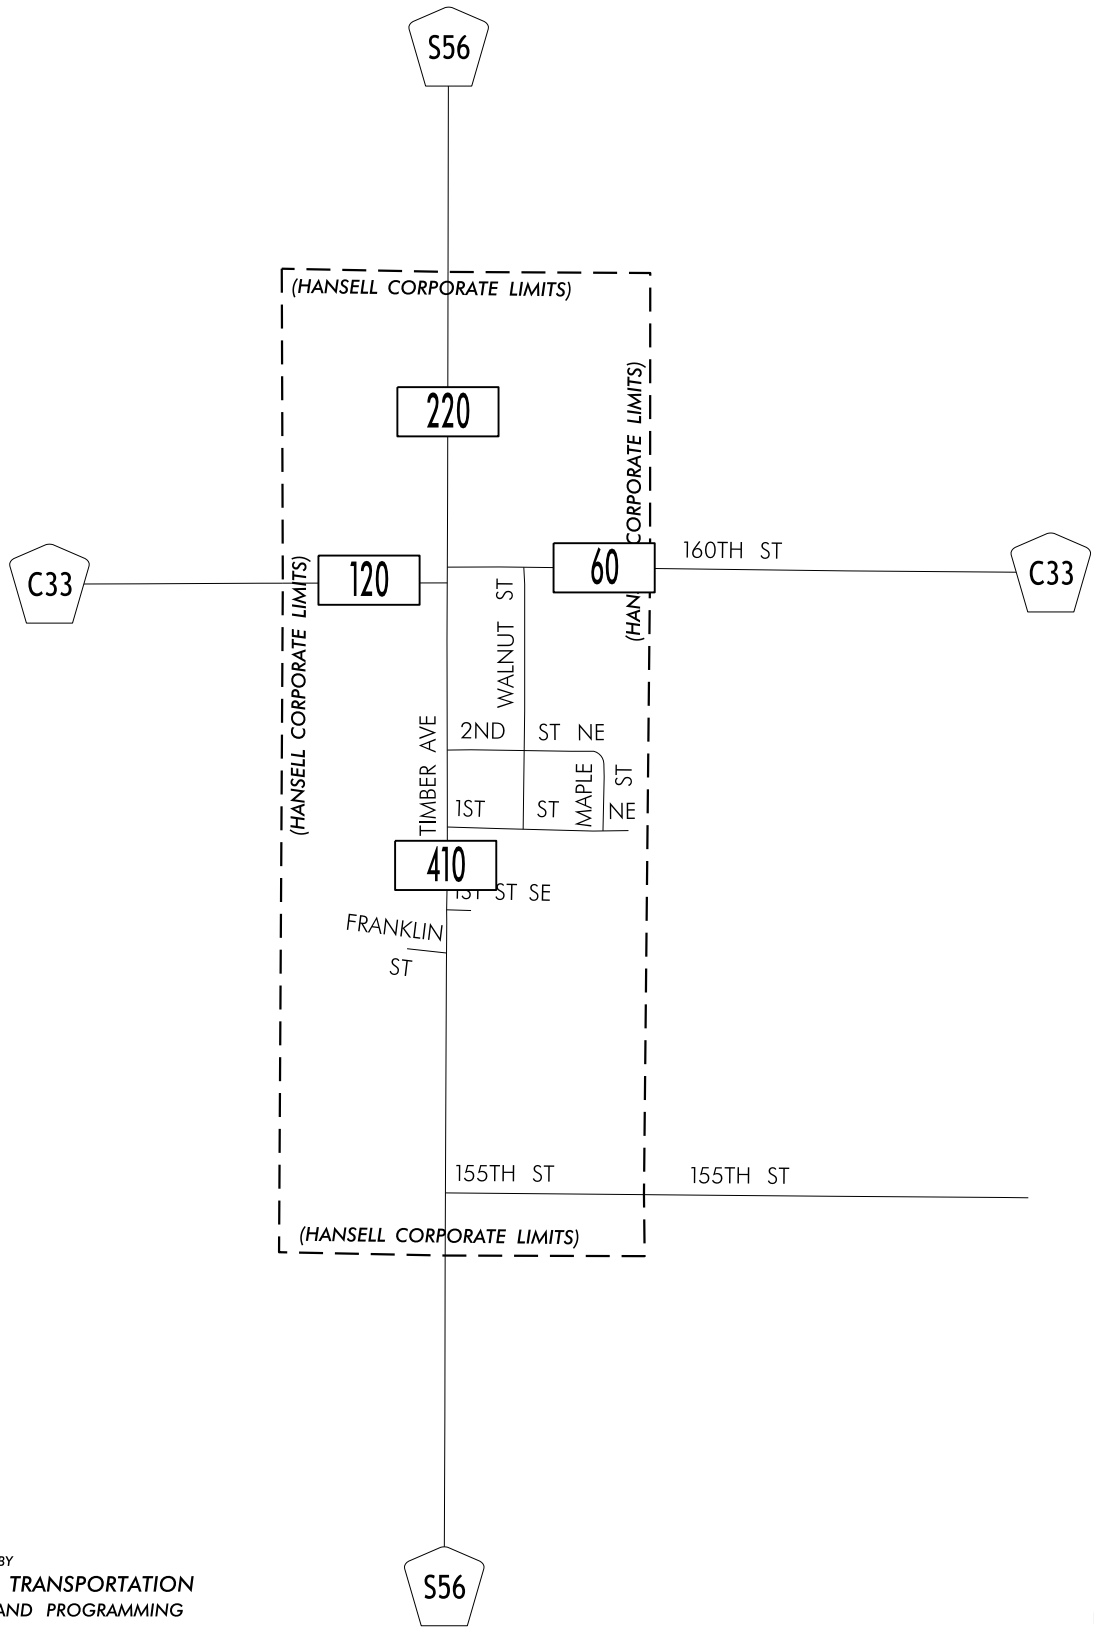 S56
(HANSELL CORPORATE LIMITS)
220
CORPORATE LIMITS)
(HAN
160TH ST
60
C33
120
C33
(HANSELL CORPORATE LIMITS)
WALNUT ST
TIMBER AVE
2ND ST NE
MAPLE ST
1ST ST NE
410
1ST ST SE
FRANKLIN
ST
155TH ST
155TH ST
(HANSELL CORPORATE LIMITS)
BY
TRANSPORTATION
AND PROGRAMMING
S56